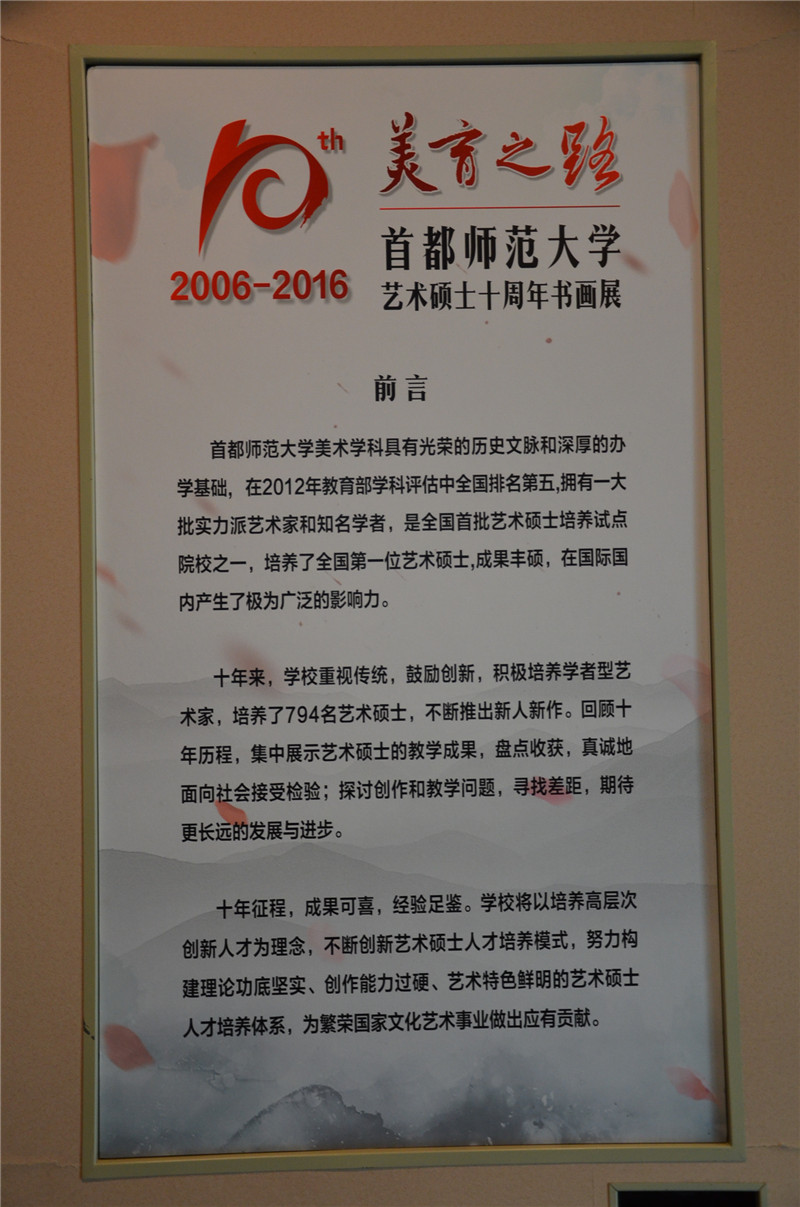 10th
美育之路
2006-2016
首都师范大学
艺术硕士十周年书画展
前言
首都师范大学美术学科具有光荣的历史文脉和深厚的办
学基础，在2012年教育部学科评估中全国排名第五,拥有一大
批实力派艺术家和知名学者，是全国首批艺术硕士培养试点
院校之一，培养了全国第一位艺术硕士,成果丰硕，在国际国
内产生了极为广泛的影响力。
十年来，学校重视传统，鼓励创新，积极培养学者型艺
术家，培养了794名艺术硕士，不断推出新人新作。回顾十
年历程，集中展示艺术硕士的教学成果，盘点收获，真诚地
面向社会接受检验；探讨创作和教学问题，寻找差距，期待
更长远的发展与进步。
十年征程，成果可喜，经验足鉴。学校将以培养高层次
创新人才为理念，不断创新艺术硕士人才培养模式，努力构
建理论功底坚实、创作能力过硬、艺术特色鲜明的艺术硕士
人才培养体系，为繁荣国家文化艺术事业做出应有贡献。